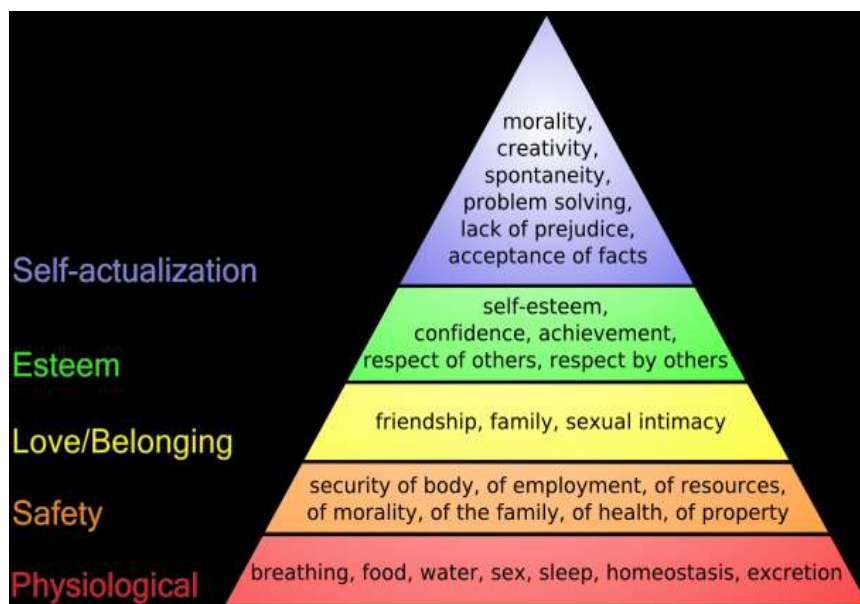 morality,
creativity,
spontaneity,
problem solving,
lack of prejudice,
acceptance of facts
Self-actualization
self-esteem,
confidence, achievement,
respect of others, respect by others
Esteem
friendship, family, sexual intimacy
Love/Belonging
security of body, of employment, of resources,
of morality, of the family, of health, of property
Safety
breathing, food, water, sex, sleep, homeostasis, excretion
Physiological